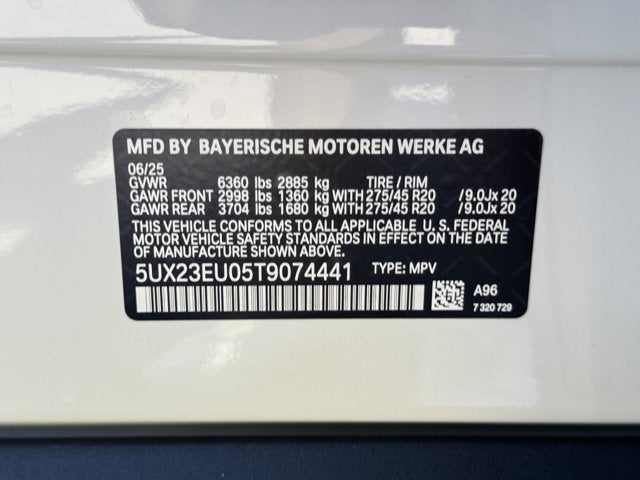 MFD BY BAYERISCHE MOTOREN WERKE AG
06/25
GVWR 6360 lbs 2885 kg TIRE / RIM
GAWR FRONT 2998 lbs 1360 kg WITH 275/45 R20 /9.0Jx 20
GAWR REAR 3704 lbs 1680 kg WITH 275/45 R20 /9.0Jx 20
THIS VEHICLE CONFORMS TO ALL APPLICABLE U. S. FEDERAL
MOTOR VEHICLE SAFETY STANDARDS IN EFFECT ON THE DATE
OF MANUFACTURE SHOWN ABOVE.
5UX23EU05T9074441 TYPE: MPV
A96
7 320 729